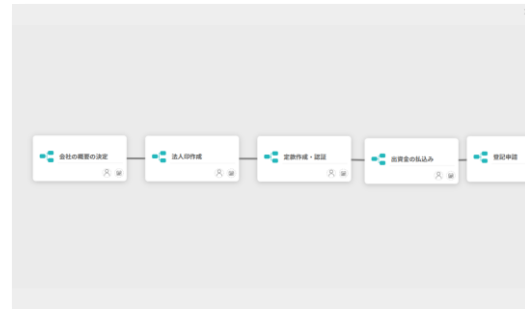 会社の概要の決定
法人印作成
定款作成・認証
出資金の払込み
登記申請